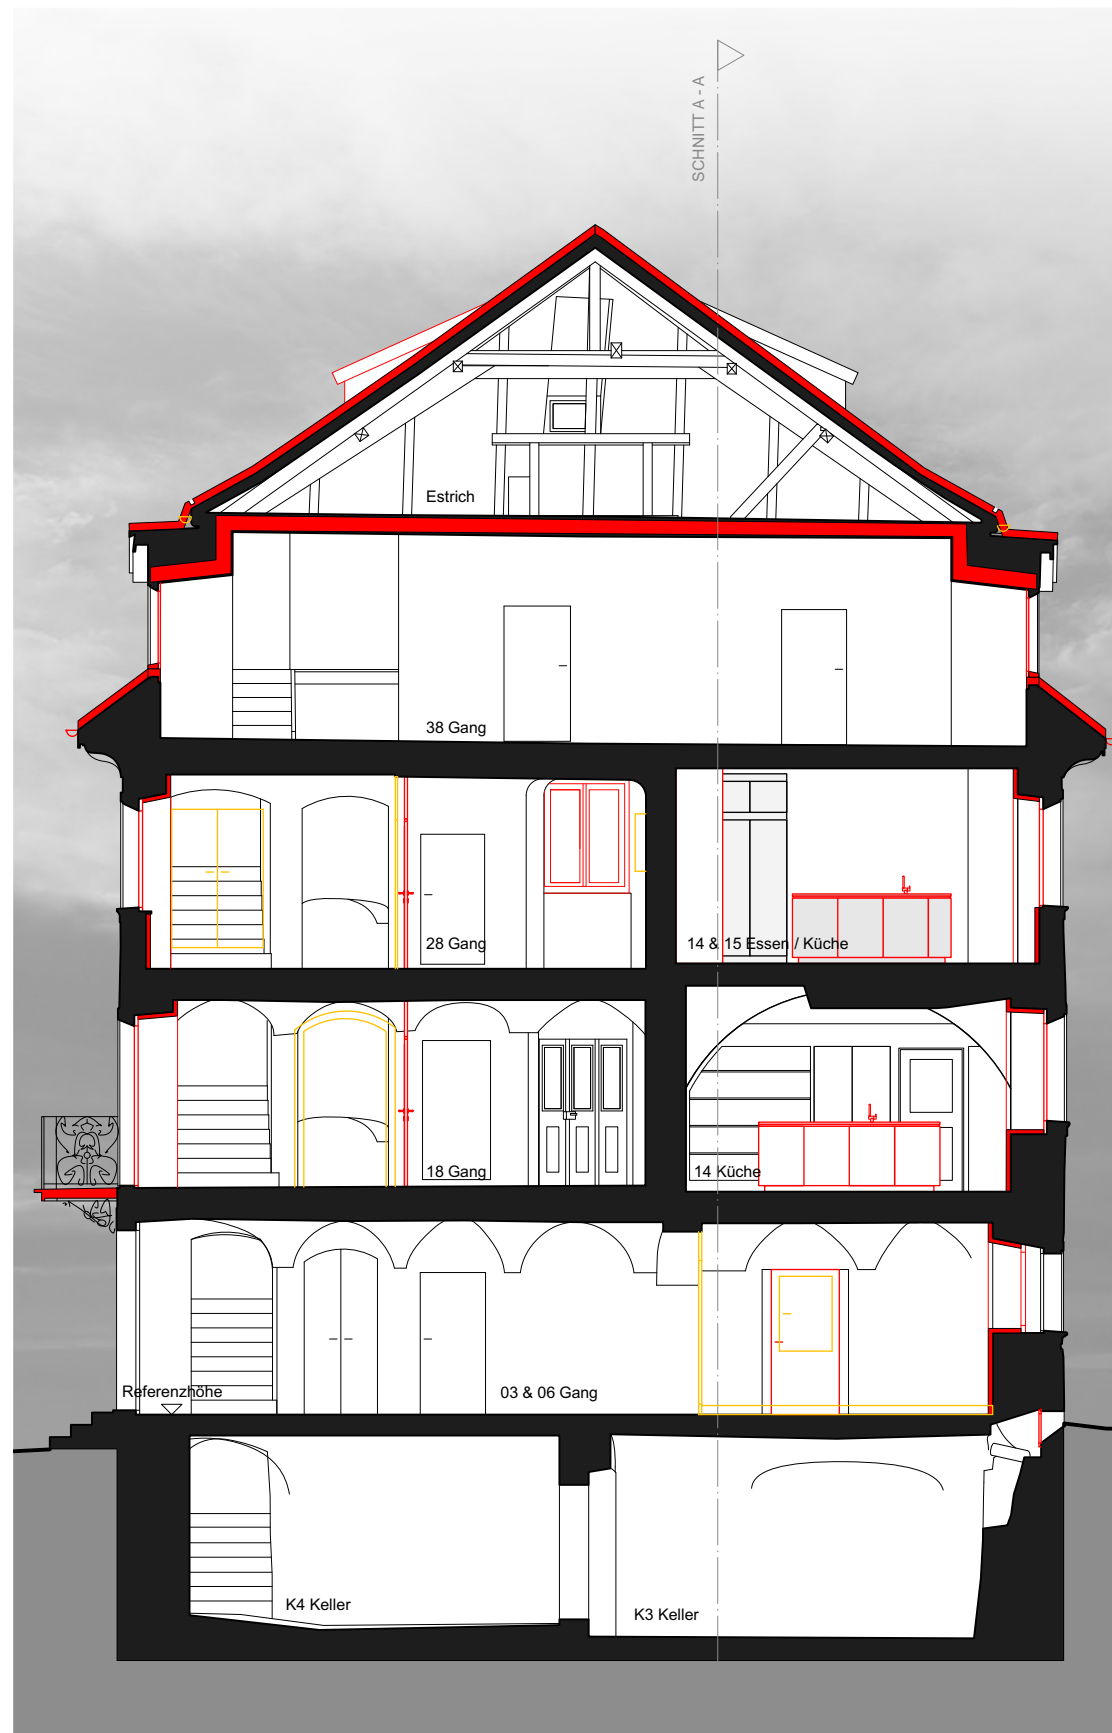 SCHNITT A - A
Estrich
38 Gang
28 Gang
14 & 15 Essen / Küche
18 Gang
14 Küche
Referenzhöhe
03 & 06 Gang
K4 Keller
K3 Keller